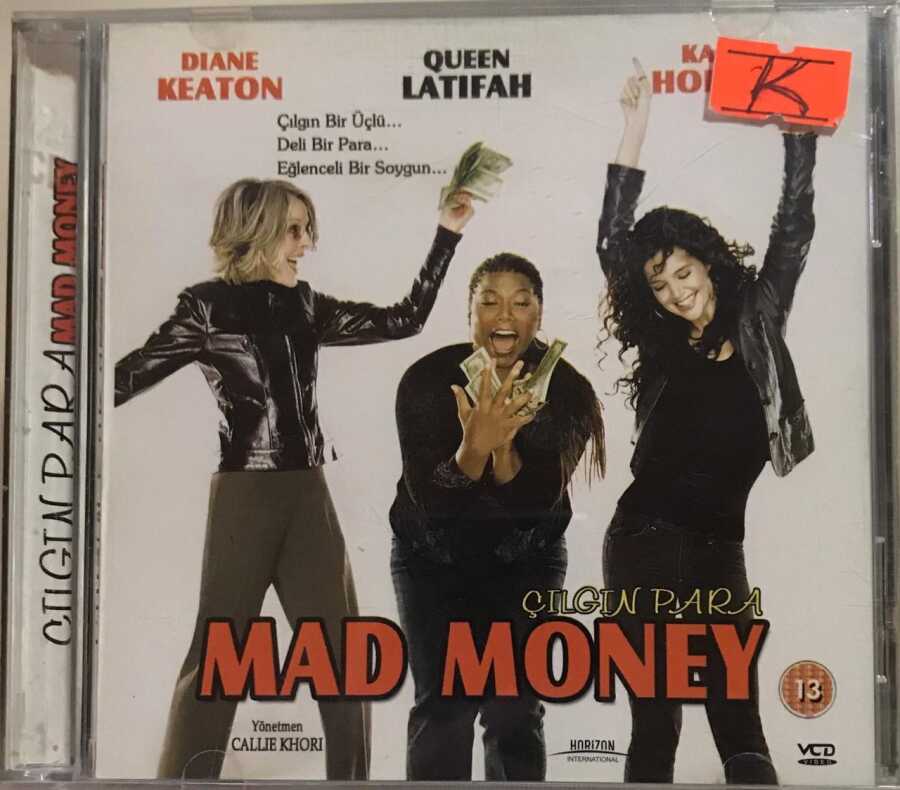 DIANE
KEATON
QUEEN
LATIFAH
K
Çılgın Bir Üçlü...
Deli Bir Para...
Eğlenceli Bir Soygun...
ÇILGIN PARA
MAD MONEY
13
Yönetmen
CALLIE KHORI
HORIZON
INTERNATIONAL
VCD
VIDEO
ÇILGIN PARA MAD MONEY